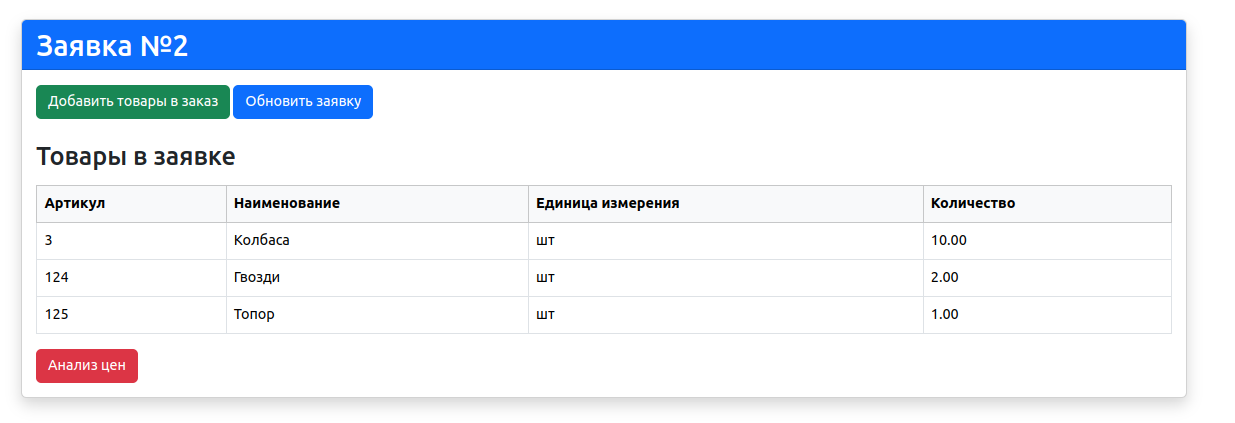 Заявка №2
Добавить товары в заказ Обновить заявку
Товары в заявке
Артикул Наименование Единица измерения Количество
3 Колбаса шт 10.00
124 Гвозди шт 2.00
125 Топор шт 1.00
Анализ цен